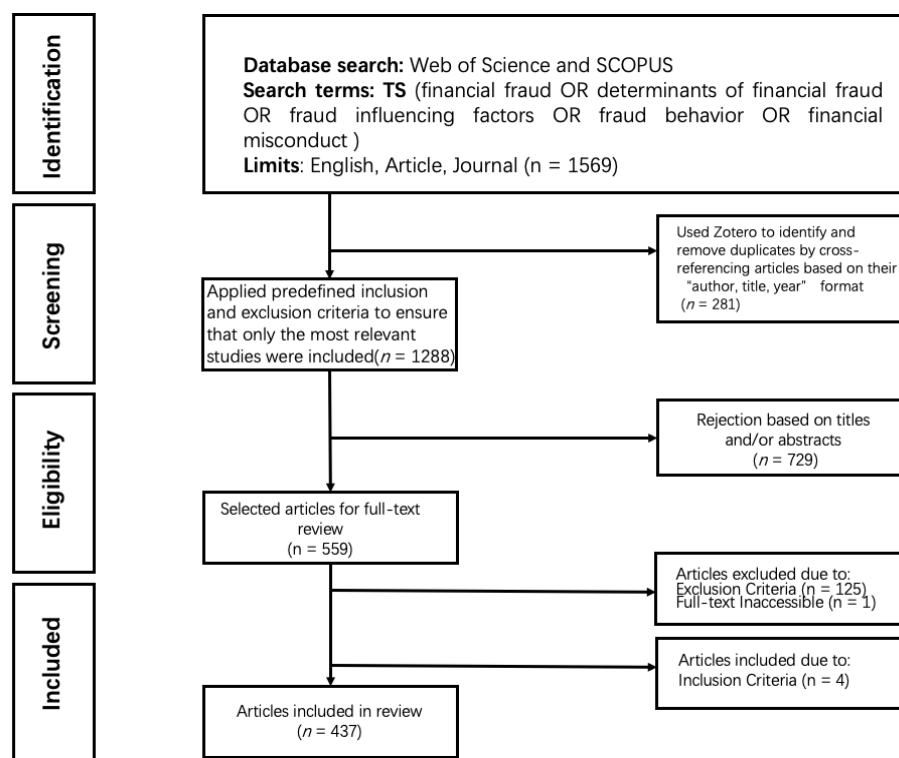 Identification
Database search: Web of Science and SCOPUS
Search terms: TS (financial fraud OR determinants of financial fraud
OR fraud influencing factors OR fraud behavior OR financial
misconduct )
Limits: English, Article, Journal (n = 1569)
Screening
Used Zotero to identify and
remove duplicates by cross-
referencing articles based on their
"author, title, year" format
(n = 281)
Applied predefined inclusion
and exclusion criteria to ensure
that only the most relevant
studies were included(n = 1288)
Eligibility
Rejection based on titles
and/or abstracts
(n = 729)
Selected articles for full-text
review
(n = 559)
Articles excluded due to:
Exclusion Criteria (n = 125)
Full-text Inaccessible (n = 1)
Included
Articles included due to:
Inclusion Criteria (n = 4)
Articles included in review
(n = 437)